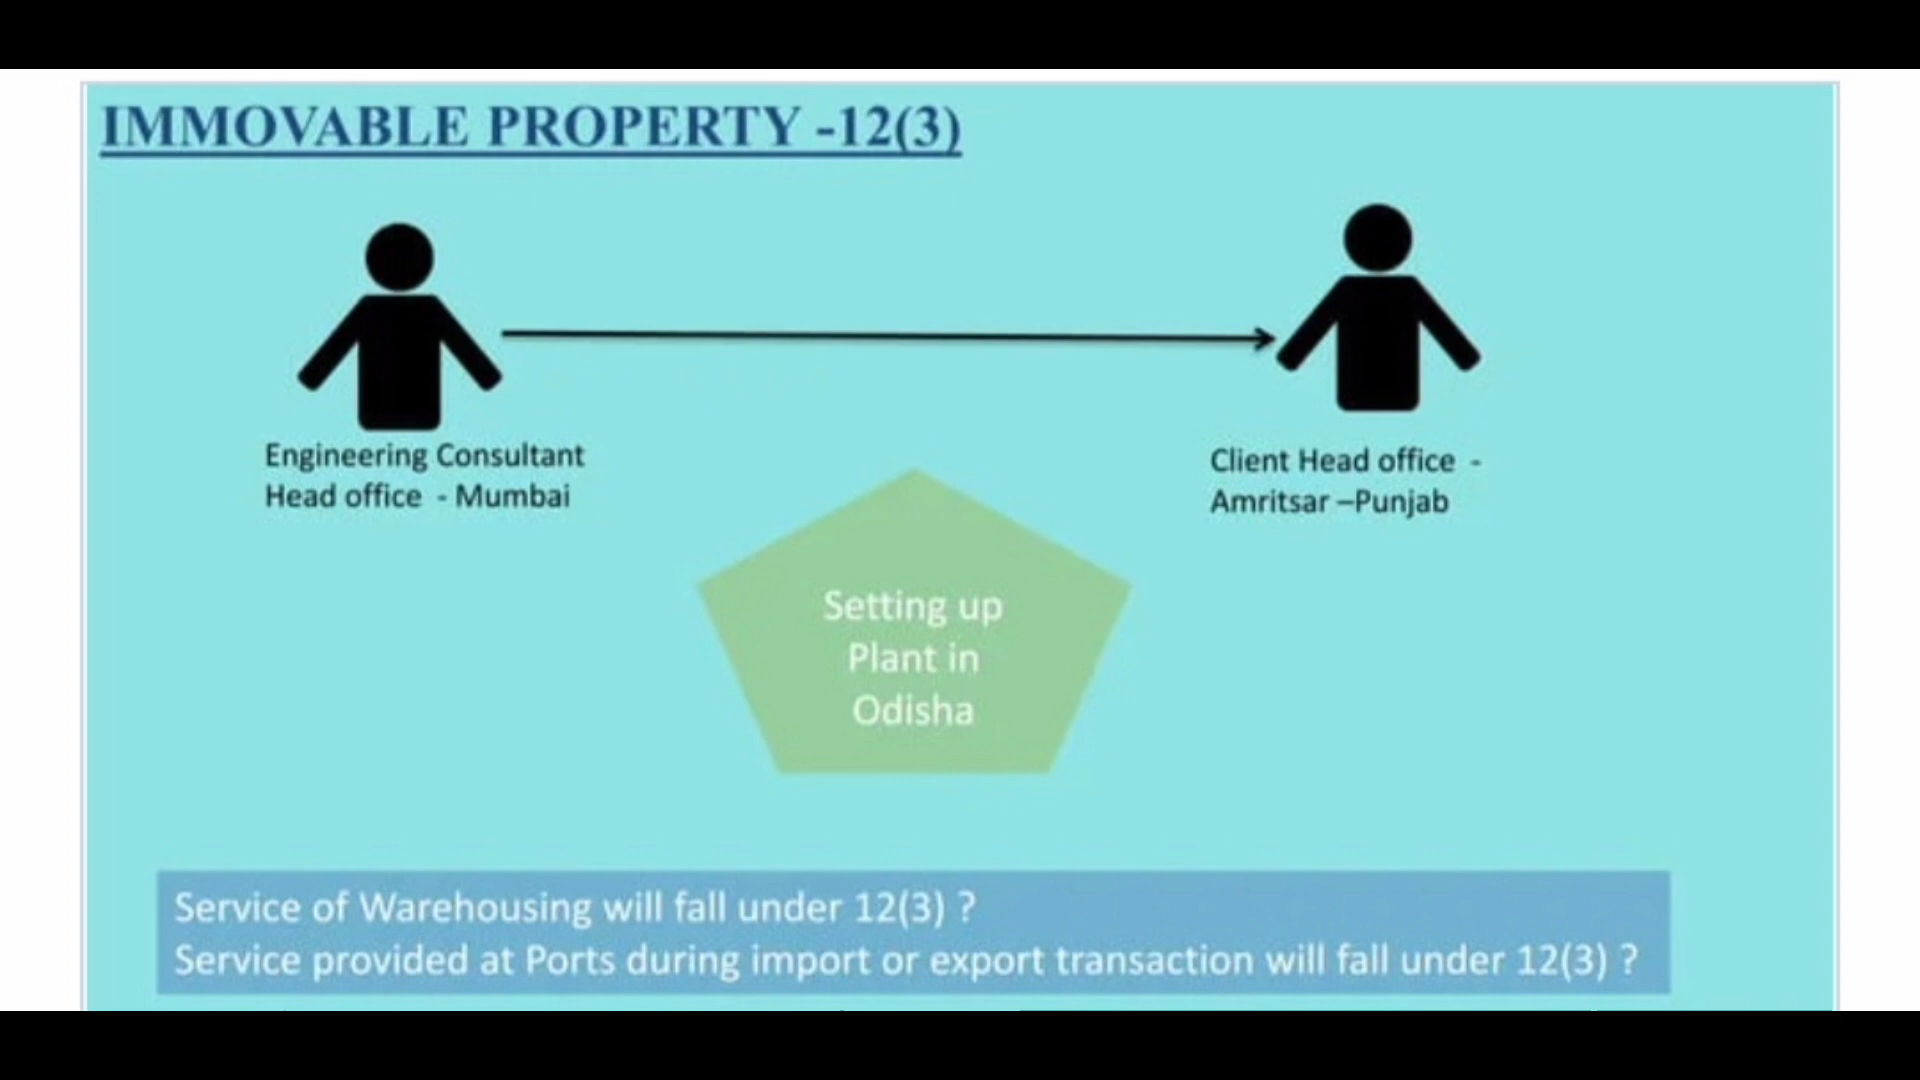 IMMOVABLE PROPERTY -12(3)
Engineering Consultant
Head office - Mumbai
Client Head office -
Amritsar –Punjab
Setting up
Plant in
Odisha
Service of Warehousing will fall under 12(3) ?
Service provided at Ports during import or export transaction will fall under 12(3) ?